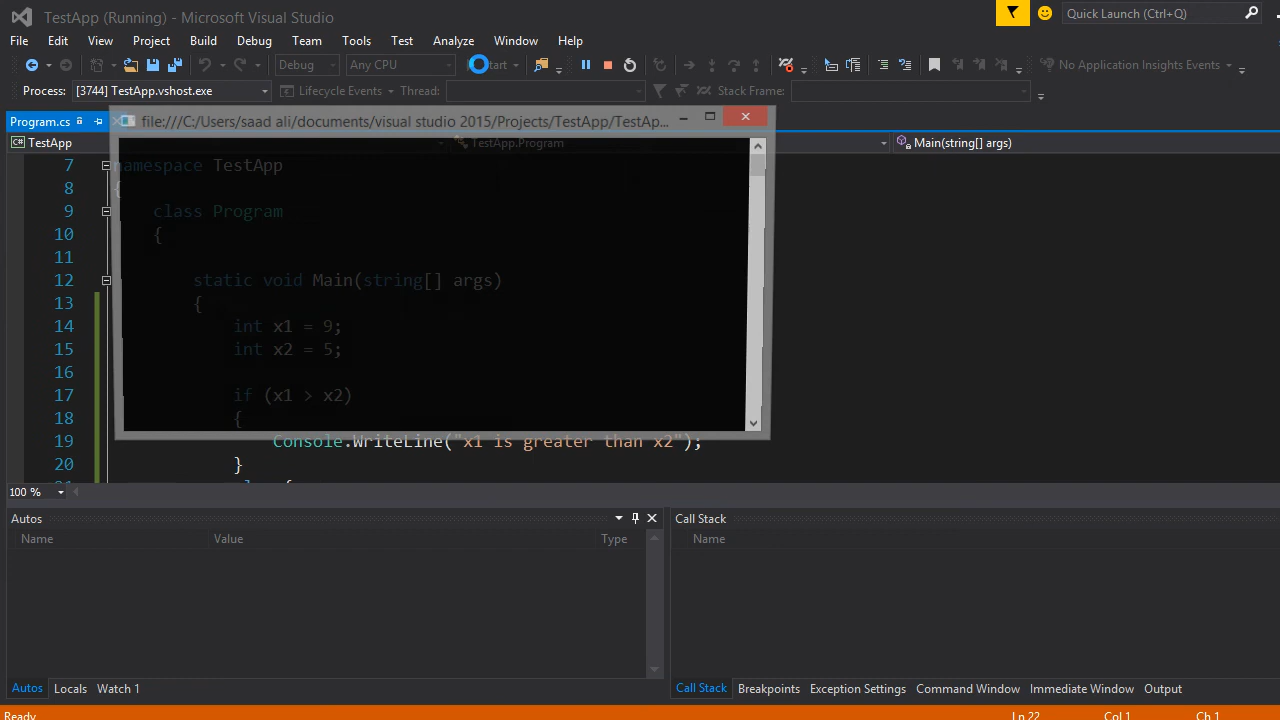 TestApp (Running) - Microsoft Visual Studio
Quick Launch (Ctrl+Q)
File Edit View Project Build Debug Team Tools Test Analyze Window Help
Debug Any CPU Start No Application Insights Events
Process: [3744] TestApp.vshost.exe Lifecycle Events Thread: Stack Frame:
Program.cs
file:///C:/Users/saad ali/documents/visual studio 2015/Projects/TestApp/TestAp...
TestApp TestApp.Program Main(string[] args)
7 namespace TestApp
8 {
9 class Program
10 {
11
12 static void Main(string[] args)
13 {
14 int x1 = 9;
15 int x2 = 5;
16
17 if (x1 > x2)
18 {
19 Console.WriteLine("x1 is greater than x2");
20 }
100 %
Autos
Name Value Type
Call Stack
Name
Autos Locals Watch 1
Call Stack Breakpoints Exception Settings Command Window Immediate Window Output
Ready Ln 22 Col 1 Ch 1